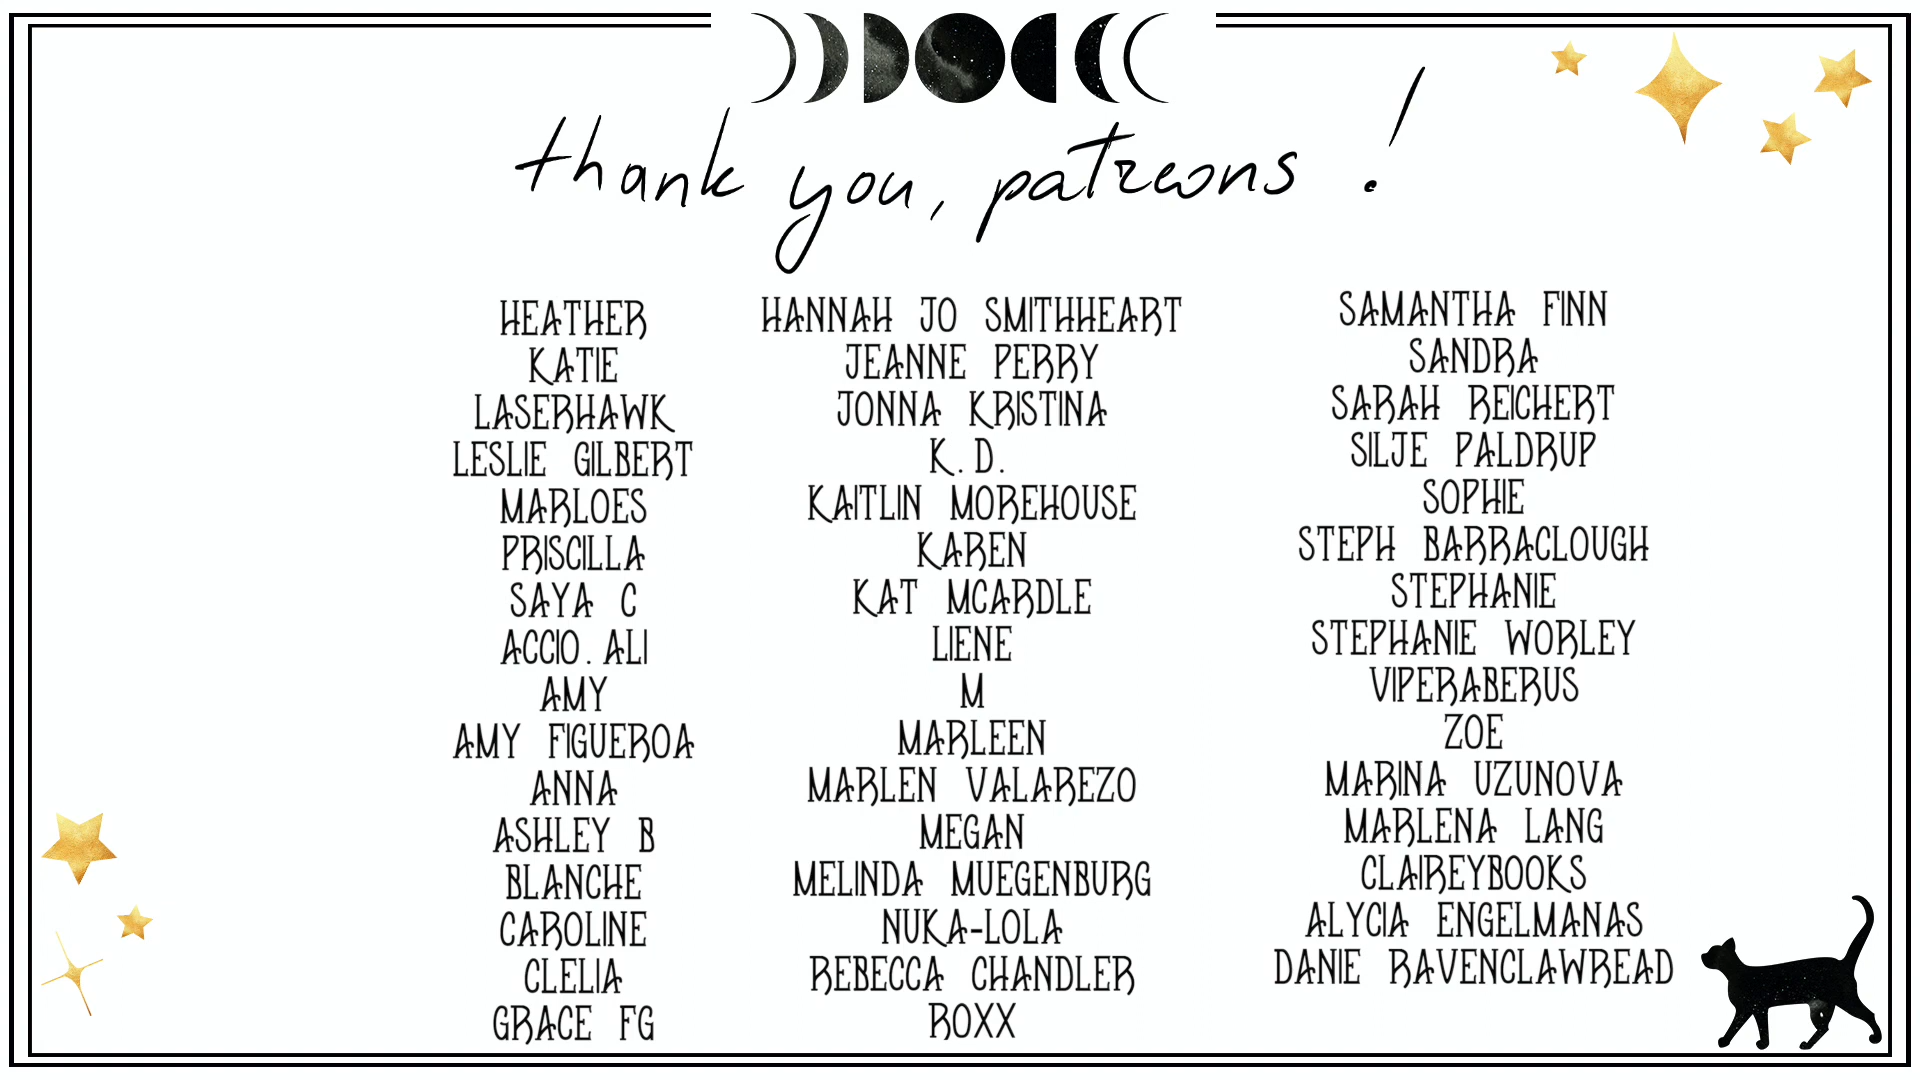 thank you, patreons !
HEATHER
KATIE
LASERHAWK
LESLIE GILBERT
MARLOES
PRISCILLA
SAYA C
ACCIO.ALI
AMY
AMY FIGUEROA
ANNA
ASHLEY B
BLANCHE
CAROLINE
CLELIA
GRACE FG
HANNAH JO SMITHHEART
JEANNE PERRY
JONNA KRISTINA
K.D.
KAITLIN MOREHOUSE
KAREN
KAT MCARDLE
LIENE
M
MARLEEN
MARLEN VALAREZO
MEGAN
MELINDA MUEGENBURG
NUKA-LOLA
REBECCA CHANDLER
ROXX
SAMANTHA FINN
SANDRA
SARAH REICHERT
SILJE PALDRUP
SOPHIE
STEPH BARRACLOUGH
STEPHANIE
STEPHANIE WORLEY
VIPERABERUS
ZOE
MARINA UZUNOVA
MARLENA LANG
CLAIREYBOOKS
ALYCIA ENGELMANAS
DANIE RAVENCLAWREAD